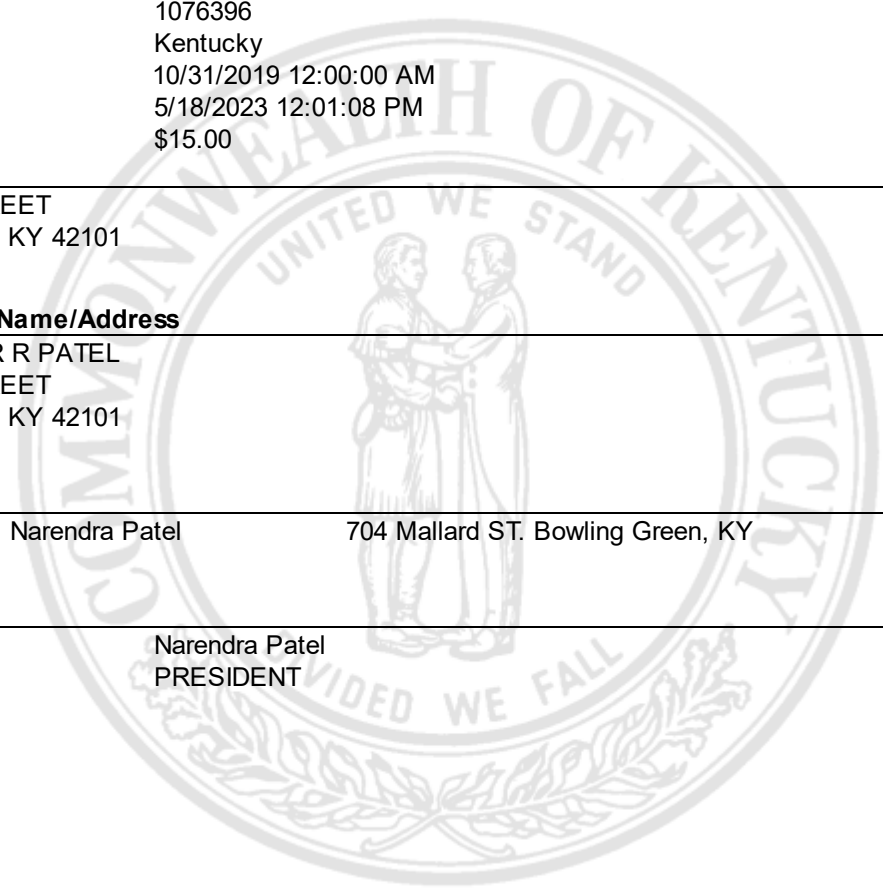 1076396
Kentucky
10/31/2019 12:00:00 AM
5/18/2023 12:01:08 PM
$15.00
EET
KY 42101
Name/Address
R R PATEL
EET
KY 42101
Narendra Patel 704 Mallard ST. Bowling Green, KY
Narendra Patel
PRESIDENT
COMMONWEALTH OF KENTUCKY
UNITED WE STAND
DIVIDED WE FALL